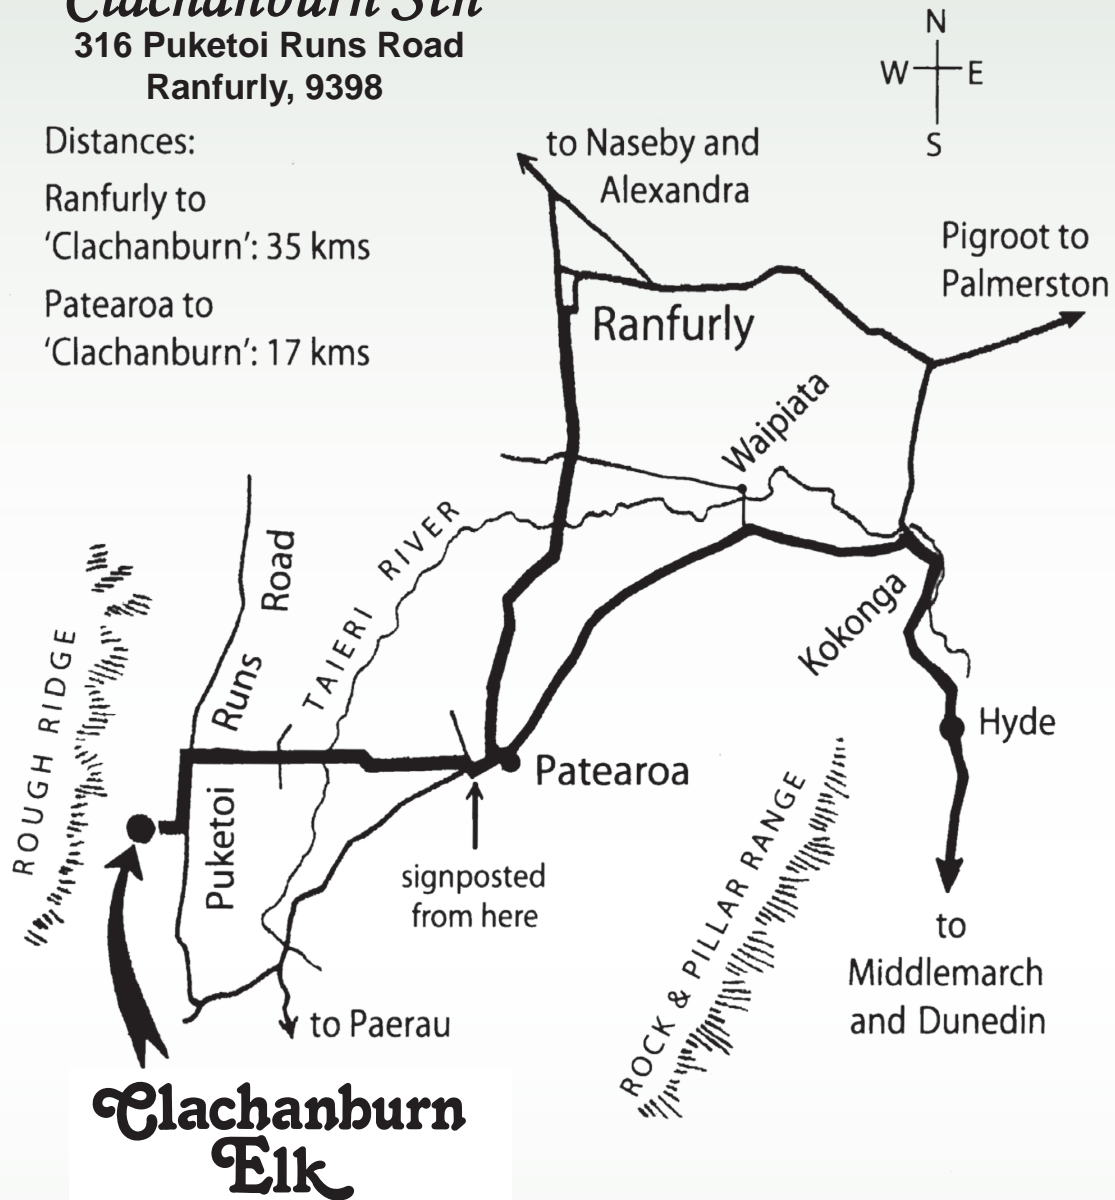 Clachanburn Stn
316 Puketoi Runs Road
Ranfurly, 9398
N
W E
S
Distances:
Ranfurly to
‘Clachanburn’: 35 kms
Patearoa to
‘Clachanburn’: 17 kms
to Naseby and
Alexandra
Pigroot to
Palmerston
Ranfurly
Waipiata
TAIERI RIVER
Puketoi Runs Road
ROUGH RIDGE
Kokonga
Hyde
Patearoa
signposted
from here
ROCK & PILLAR RANGE
to
Middlemarch
and Dunedin
to Paerau
Clachanburn
Elk